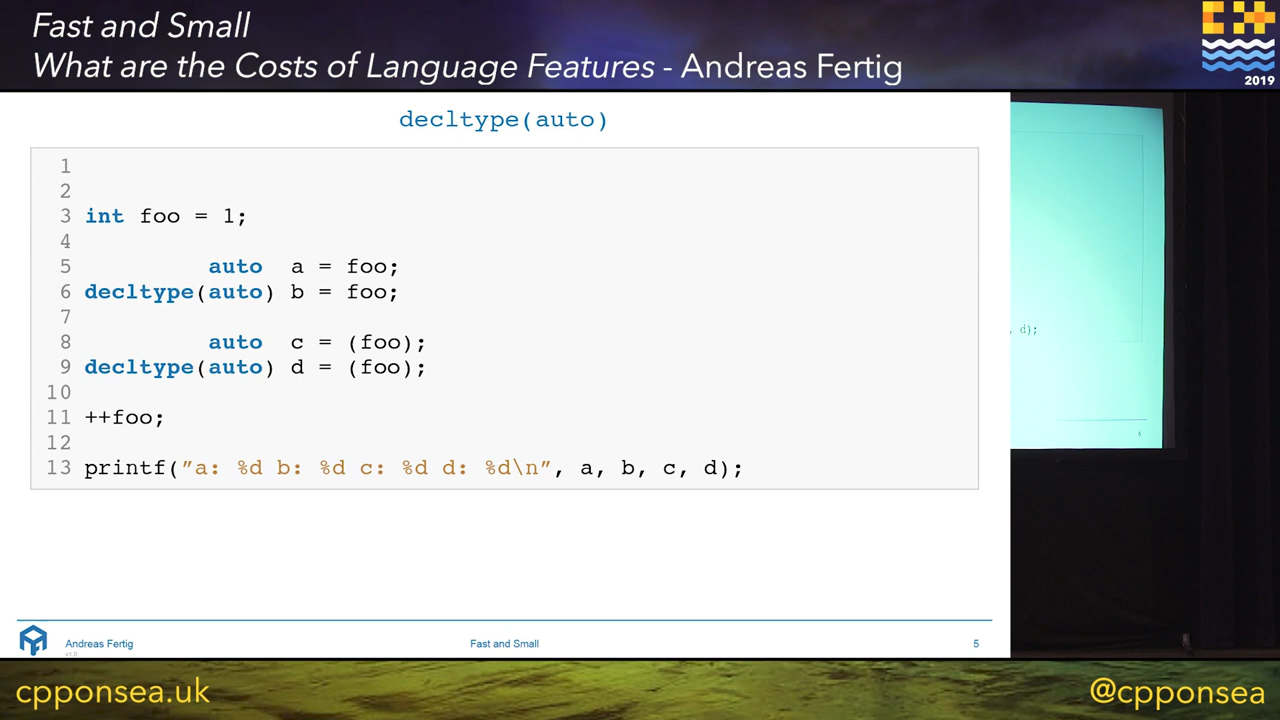 Fast and Small
What are the Costs of Language Features - Andreas Fertig
2019
decltype(auto)
1
2
3 int foo = 1;
4
5 auto a = foo;
6 decltype(auto) b = foo;
7
8 auto c = (foo);
9 decltype(auto) d = (foo);
10
11 ++foo;
12
13 printf("a: %d b: %d c: %d d: %d\n", a, b, c, d);
, d);
Andreas Fertig
v1.0
Fast and Small
5
cpponsea.uk
@cpponsea